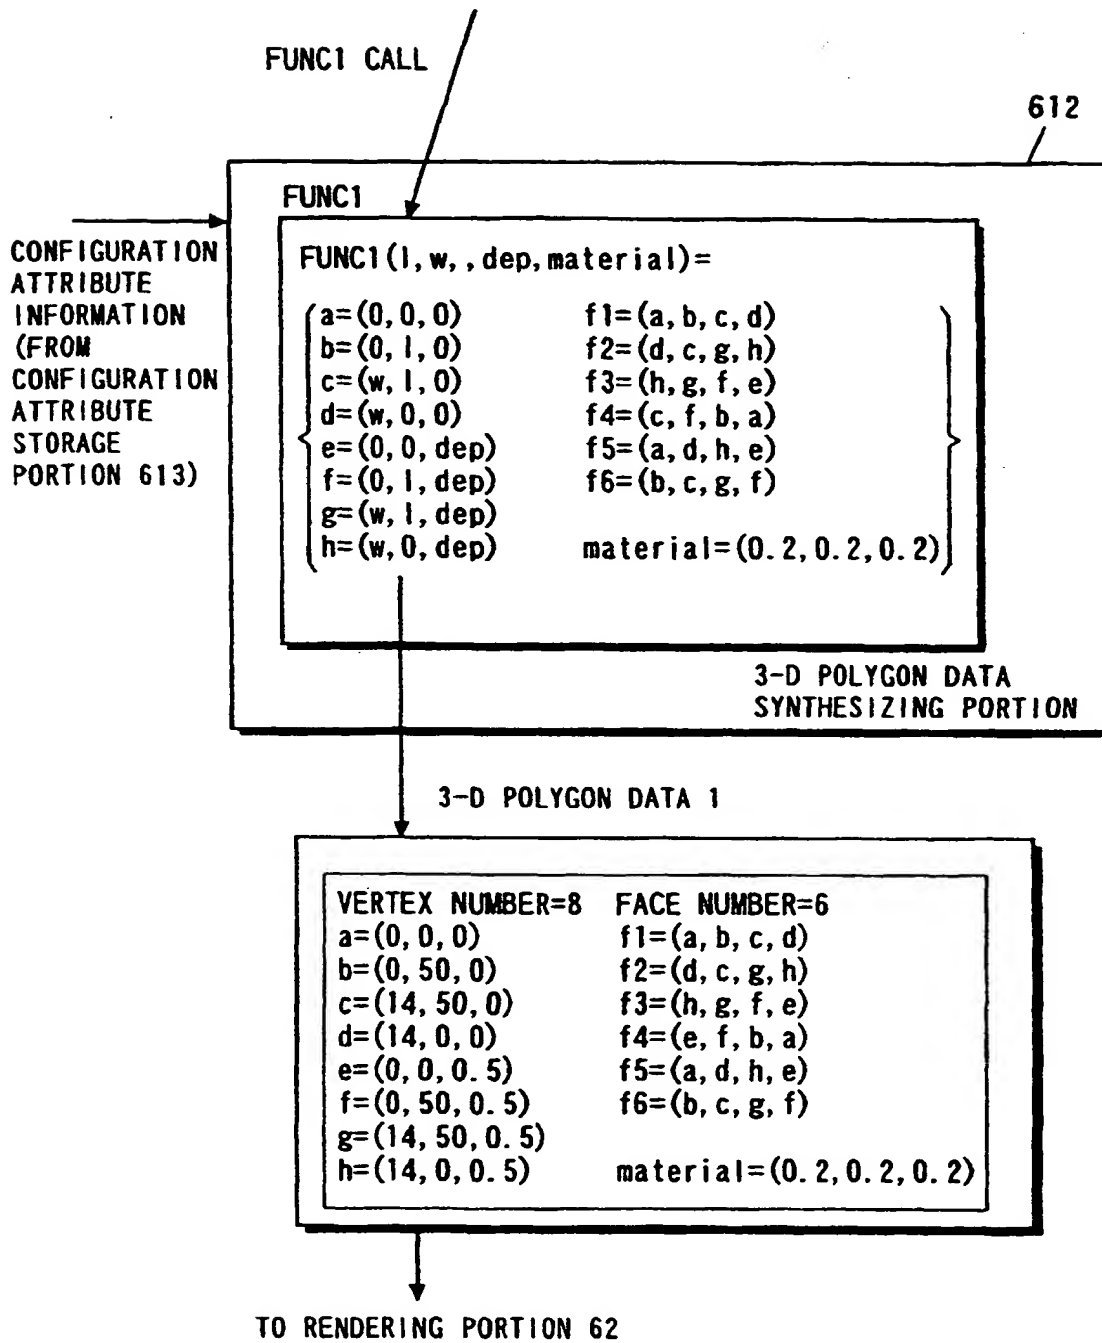 FUNC1 CALL
612
FUNC1
CONFIGURATION
ATTRIBUTE
INFORMATION
(FROM
CONFIGURATION
ATTRIBUTE
STORAGE
PORTION 613)
FUNC1(l,w,,dep,material)=
a=(0,0,0) f1=(a,b,c,d)
b=(0,l,0) f2=(d,c,g,h)
c=(w,l,0) f3=(h,g,f,e)
d=(w,0,0) f4=(c,f,b,a)
e=(0,0,dep) f5=(a,d,h,e)
f=(0,l,dep) f6=(b,c,g,f)
g=(w,l,dep)
h=(w,0,dep) material=(0.2,0.2,0.2)
3-D POLYGON DATA
SYNTHESIZING PORTION
3-D POLYGON DATA 1
VERTEX NUMBER=8 FACE NUMBER=6
a=(0,0,0) f1=(a,b,c,d)
b=(0,50,0) f2=(d,c,g,h)
c=(14,50,0) f3=(h,g,f,e)
d=(14,0,0) f4=(e,f,b,a)
e=(0,0,0.5) f5=(a,d,h,e)
f=(0,50,0.5) f6=(b,c,g,f)
g=(14,50,0.5)
h=(14,0,0.5) material=(0.2,0.2,0.2)
TO RENDERING PORTION 62